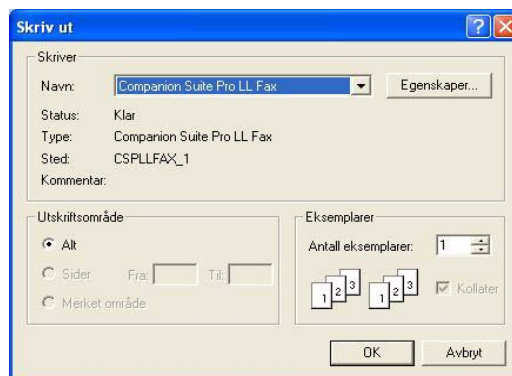 Skriv ut
Skriver
Navn: Companion Suite Pro LL Fax Egenskaper...
Status: Klar
Type: Companion Suite Pro LL Fax
Sted: CSPLLFAX_1
Kommentar:
Utskriftsområde
Alt
Sider Fra: Til:
Merket område
Eksemplarer
Antall eksemplarer: 1
1 2 3 1 2 3 Kollater
OK Avbryt